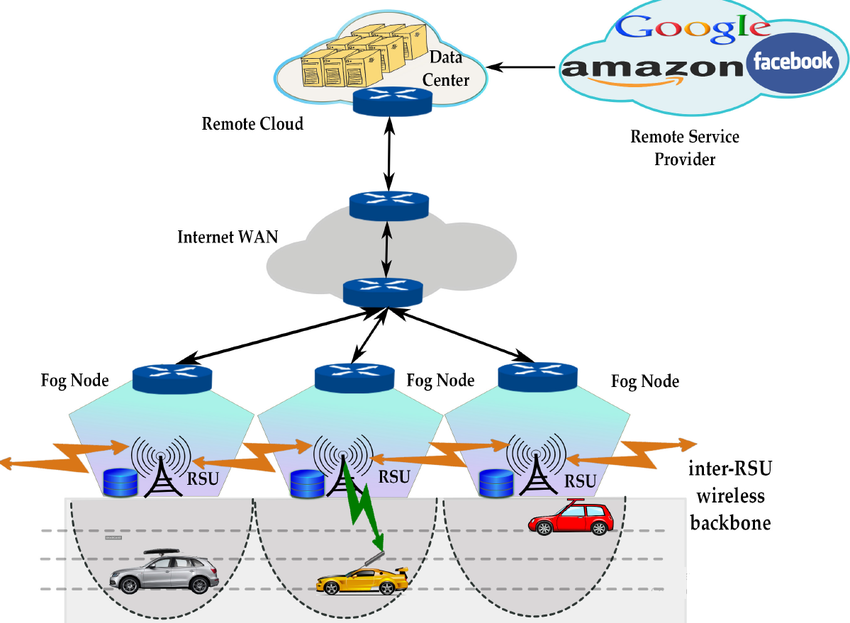 Google
amazon
facebook
Data
Center
Remote Cloud
Remote Service
Provider
Internet WAN
Fog Node
Fog Node
Fog Node
RSU
RSU
RSU
inter-RSU
wireless
backbone